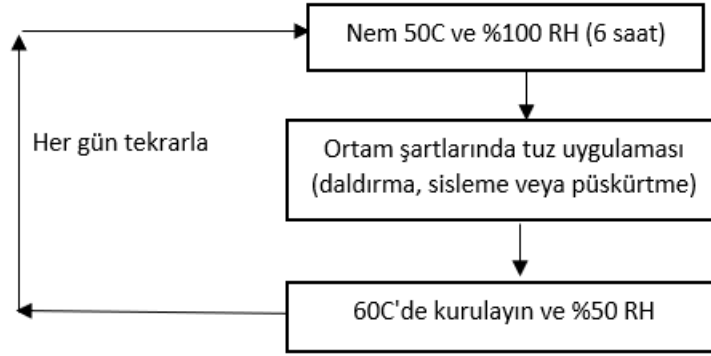 Nem 50C ve %100 RH (6 saat)
Her gün tekrarla
Ortam şartlarında tuz uygulaması
(daldırma, sisleme veya püskürtme)
60C'de kurulayın ve %50 RH